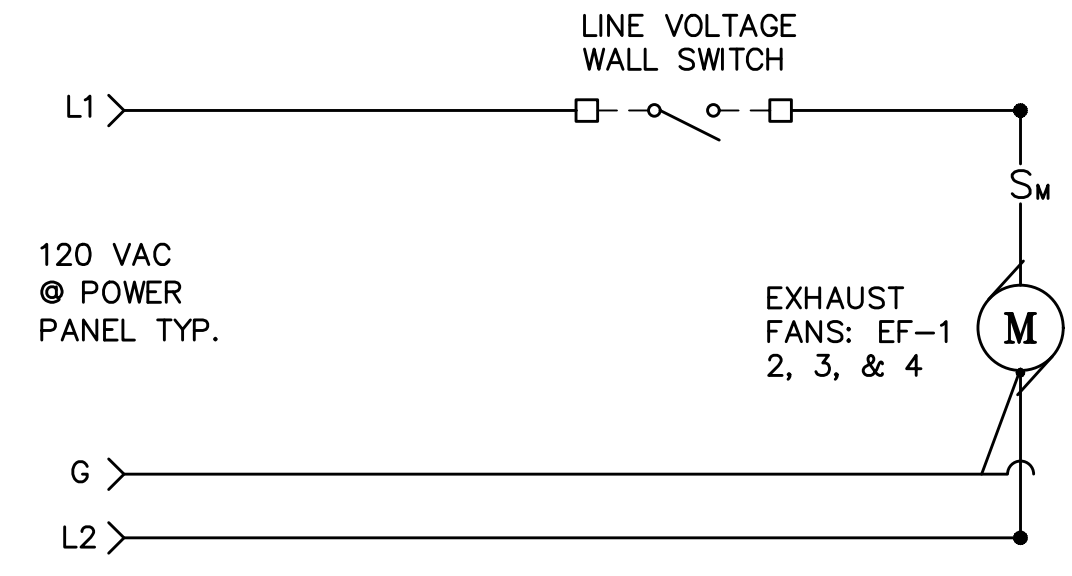 LINE VOLTAGE
WALL SWITCH
L1
SM
120 VAC
@ POWER
PANEL TYP.
EXHAUST
FANS: EF-1
2, 3, & 4
M
G
L2